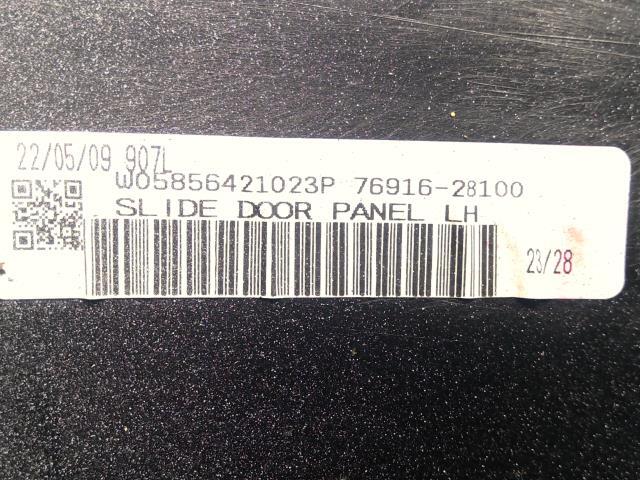 22/05/09 907L
W05856421023P 76916-28100
SLIDE DOOR PANEL LH
23/28